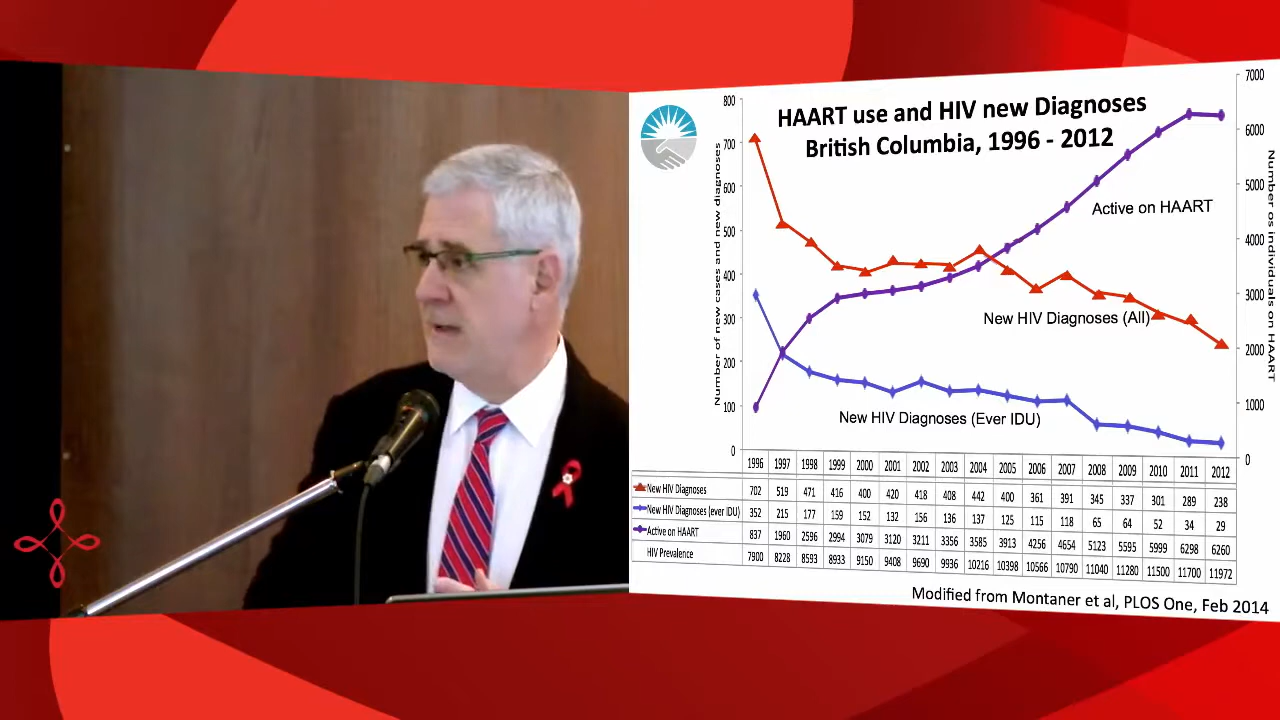 HAART use and HIV new Diagnoses
British Columbia, 1996 - 2012
Number of new cases and new diagnoses
800
700
600
500
400
300
200
100
0
7000
6000
5000
4000
3000
2000
1000
0
Number os individuals on HAART
Active on HAART
New HIV Diagnoses (All)
New HIV Diagnoses (Ever IDU)
1996 1997 1998 1999 2000 2001 2002 2003 2004 2005 2006 2007 2008 2009 2010 2011 2012
New HIV Diagnoses 702 519 471 416 400 420 418 408 442 400 361 391 345 337 301 289 238
New HIV Diagnoses (ever IDU) 352 215 177 159 152 132 156 136 137 125 115 118 65 64 52 34 29
Active on HAART 837 1960 2596 2994 3079 3120 3211 3356 3585 3913 4256 4654 5123 5595 5999 6298 6260
HIV Prevalence 7900 8228 8593 8933 9150 9408 9690 9936 10216 10398 10566 10790 11040 11280 11500 11700 11972
Modified from Montaner et al, PLOS One, Feb 2014